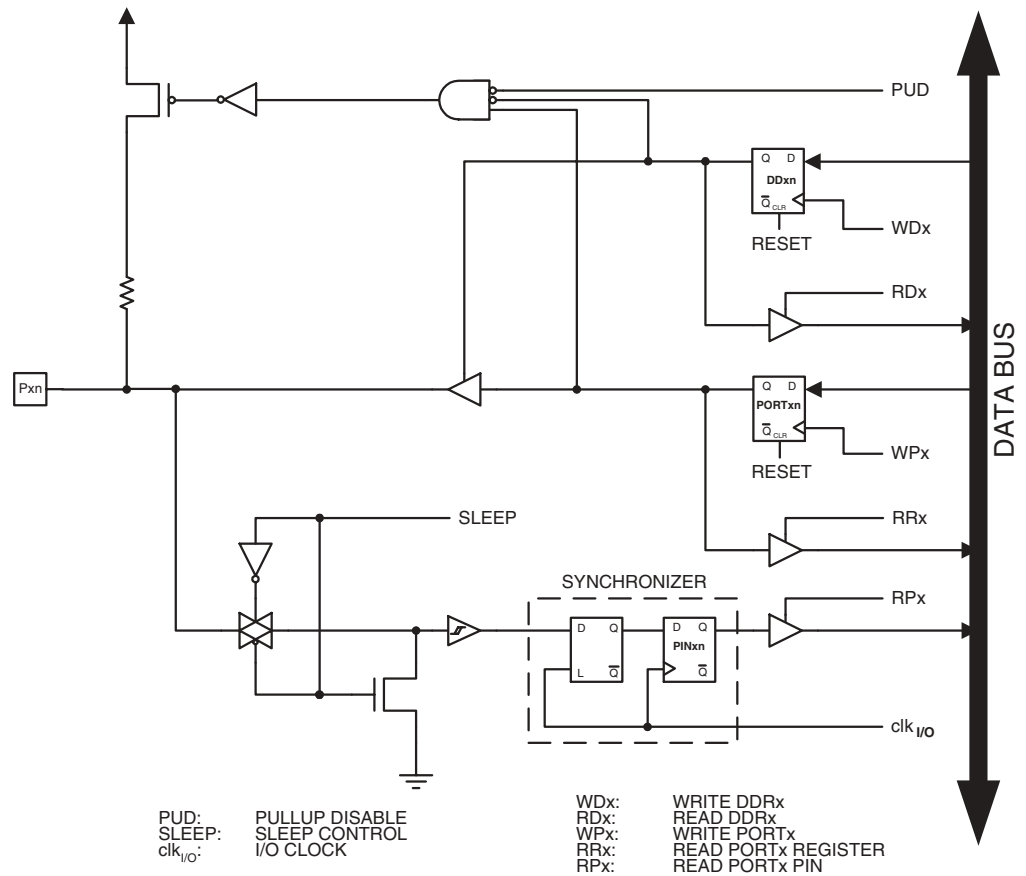 PUD
Q D
DDxn
Q CLR
WDx
RESET
RDx
DATA BUS
Pxn
Q D
PORTxn
Q CLR
WPx
RESET
SLEEP
RRx
SYNCHRONIZER
RPx
D Q
D Q
PINxn
L Q
Q
clk I/O
PUD: PULLUP DISABLE
SLEEP: SLEEP CONTROL
clkI/O: I/O CLOCK
WDx: WRITE DDRx
RDx: READ DDRx
WPx: WRITE PORTx
RRx: READ PORTx REGISTER
RPx: READ PORTx PIN